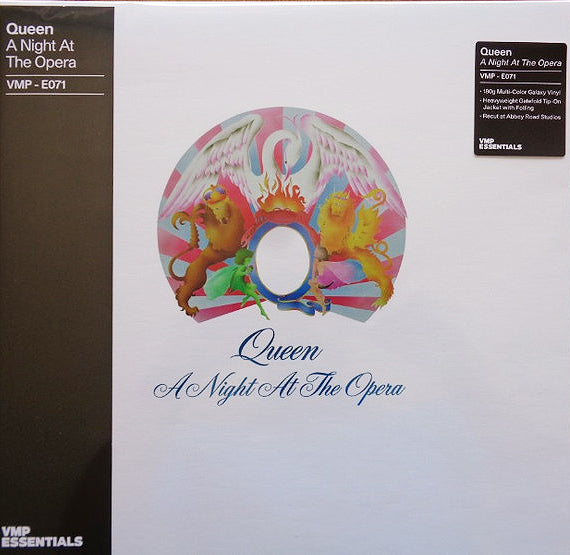 Queen
A Night At
The Opera
VMP - E071
Queen
A Night At The Opera
VMP - E071
• 180g Multi-Color Galaxy Vinyl
• Heavyweight Gatefold Tip-On
Jacket with Foiling
• Recut at Abbey Road Studios
VMP
ESSENTIALS
Queen
A Night At The Opera
VMP
ESSENTIALS